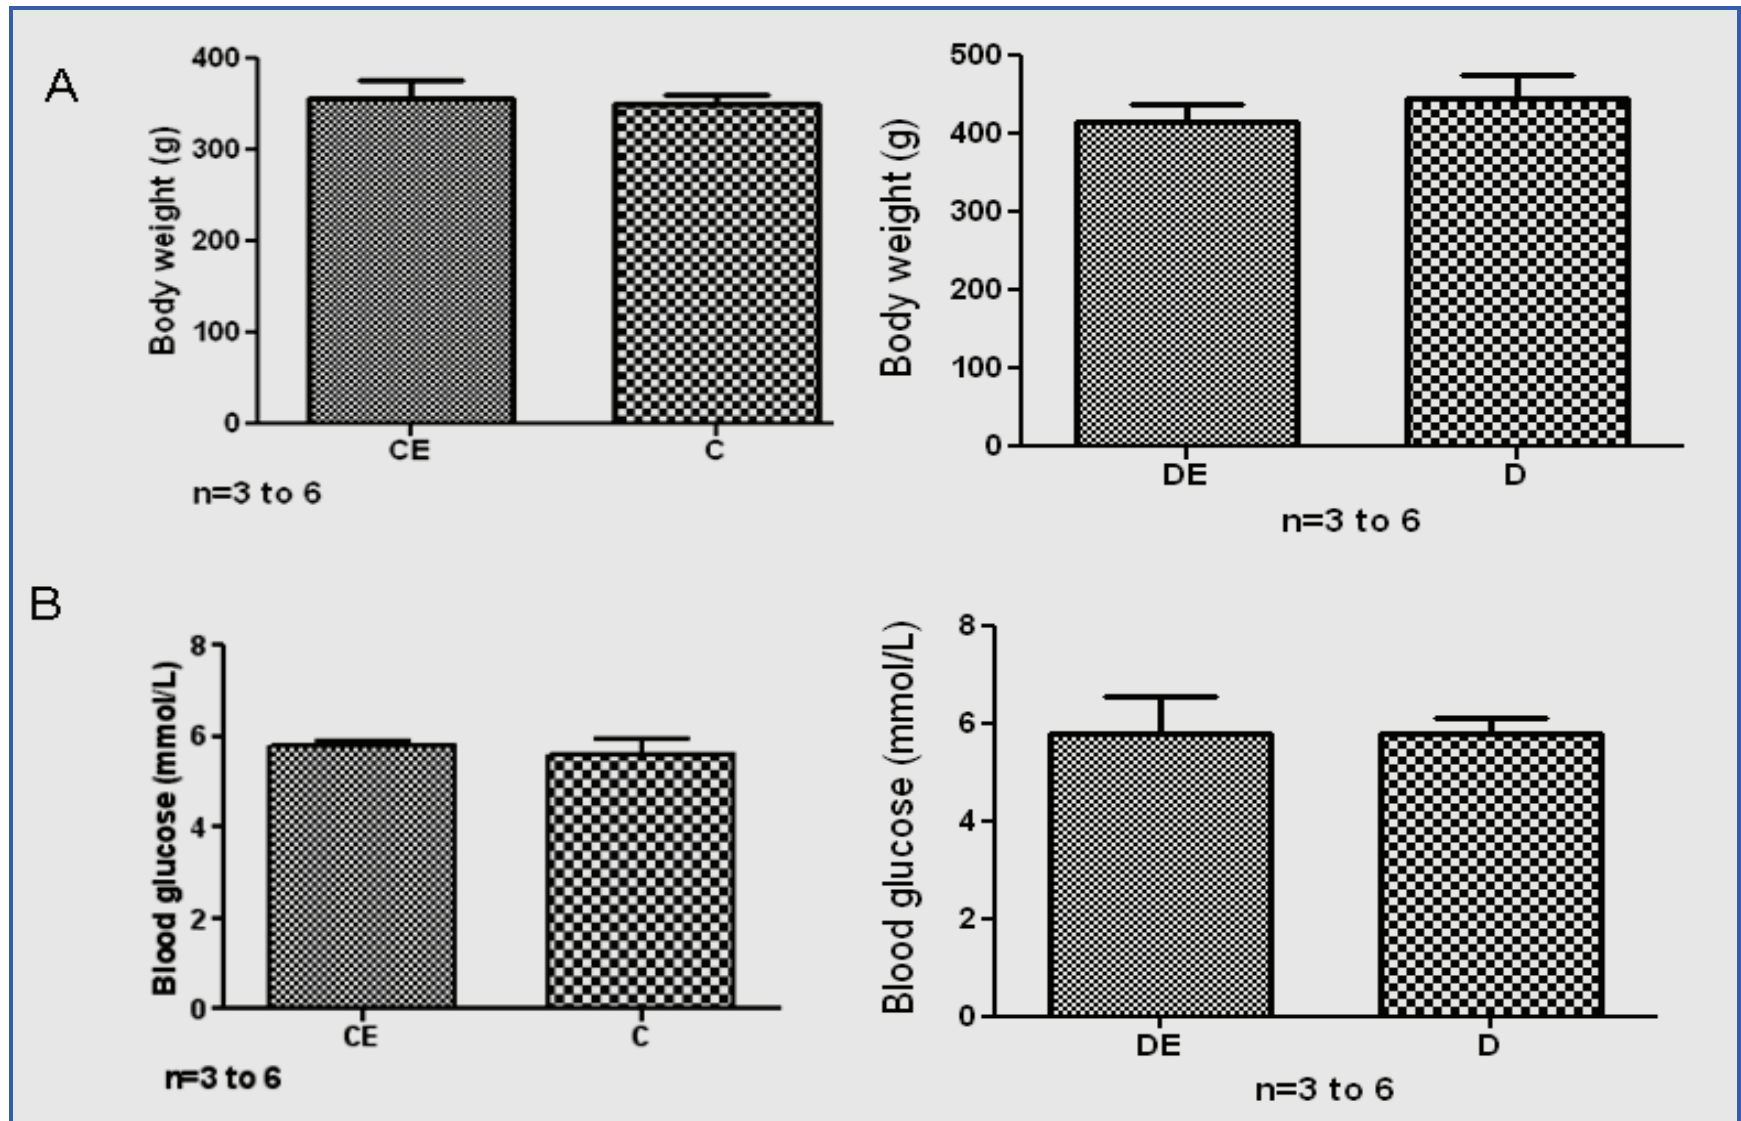 A
Body weight (g)
400
300
200
100
0
CE C
n=3 to 6
Body weight (g)
500
400
300
200
100
0
DE D
n=3 to 6
B
Blood glucose (mmol/L)
8
6
4
2
0
CE C
n=3 to 6
Blood glucose (mmol/L)
8
6
4
2
0
DE D
n=3 to 6